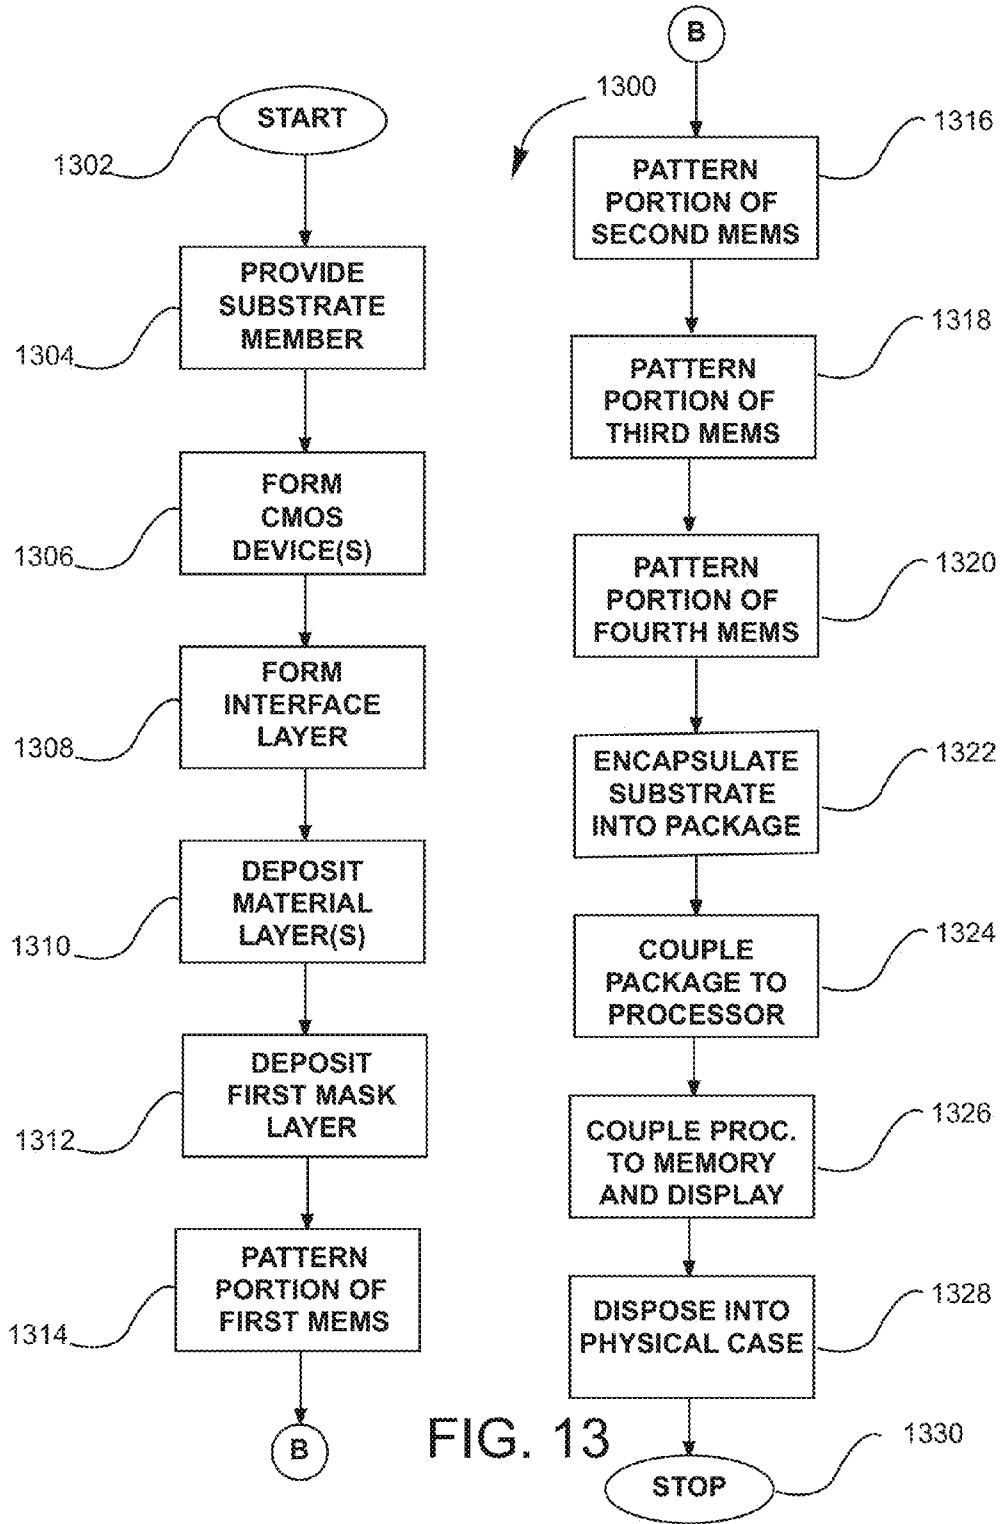 START
1302
PROVIDE
SUBSTRATE
MEMBER
1304
FORM
CMOS
DEVICE(S)
1306
FORM
INTERFACE
LAYER
1308
DEPOSIT
MATERIAL
LAYER(S)
1310
DEPOSIT
FIRST MASK
LAYER
1312
PATTERN
PORTION OF
FIRST MEMS
1314
B
B
1300
1316
PATTERN
PORTION OF
SECOND MEMS
1318
PATTERN
PORTION OF
THIRD MEMS
1320
PATTERN
PORTION OF
FOURTH MEMS
1322
ENCAPSULATE
SUBSTRATE
INTO PACKAGE
1324
COUPLE
PACKAGE TO
PROCESSOR
1326
COUPLE PROC.
TO MEMORY
AND DISPLAY
1328
DISPOSE INTO
PHYSICAL CASE
1330
STOP
FIG. 13